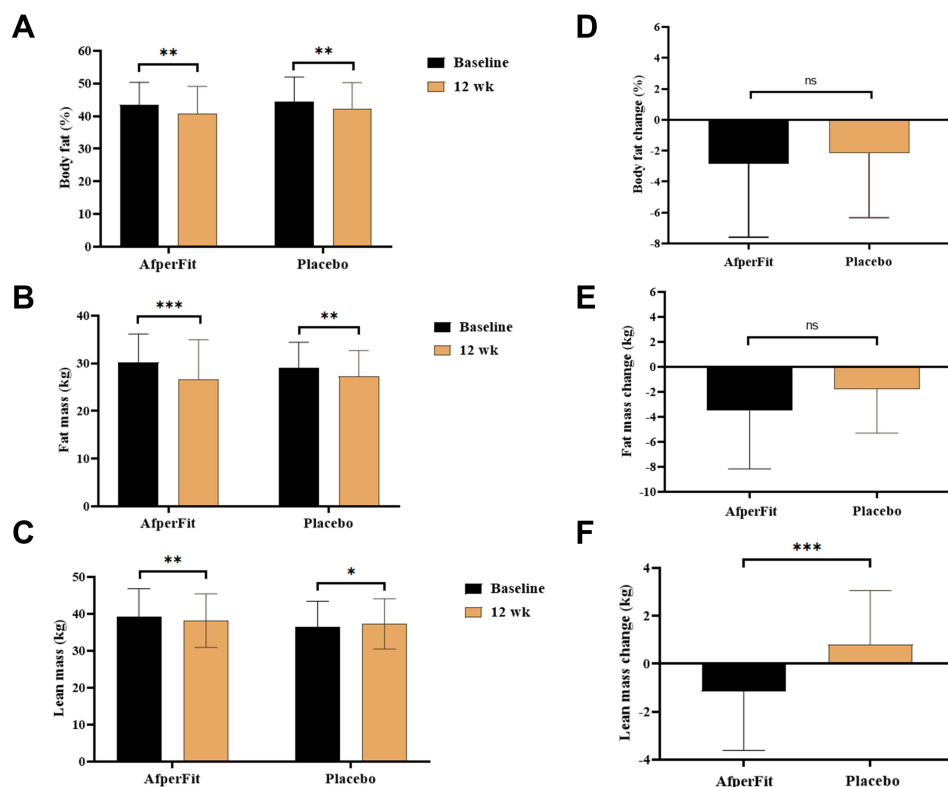 A
Body fat (%)
60
50
40
30
20
10
0
**
**
AfperFit
Placebo
Baseline
12 wk
D
Body fat change (%)
6
4
2
0
-2
-4
-6
-8
ns
AfperFit
Placebo
B
Fat mass (kg)
40
30
20
10
0
***
**
AfperFit
Placebo
Baseline
12 wk
E
Fat mass change (kg)
6
4
2
0
-2
-4
-6
-8
-10
ns
AfperFit
Placebo
C
Lean mass (kg)
50
40
30
20
10
0
**
*
AfperFit
Placebo
Baseline
12 wk
F
Lean mass change (kg)
4
2
0
-2
-4
***
AfperFit
Placebo